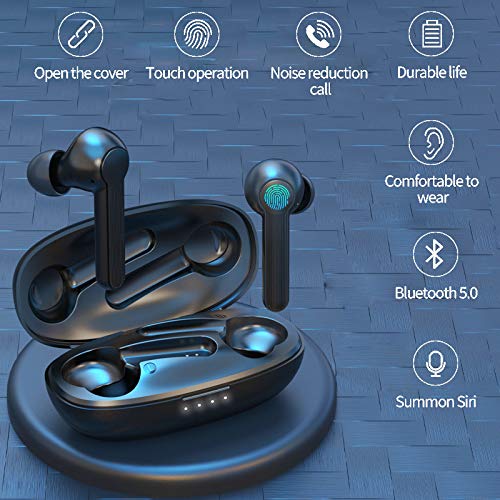 Open the cover
Touch operation
Noise reduction
call
Durable life
Comfortable to
wear
Bluetooth 5.0
Summon Siri